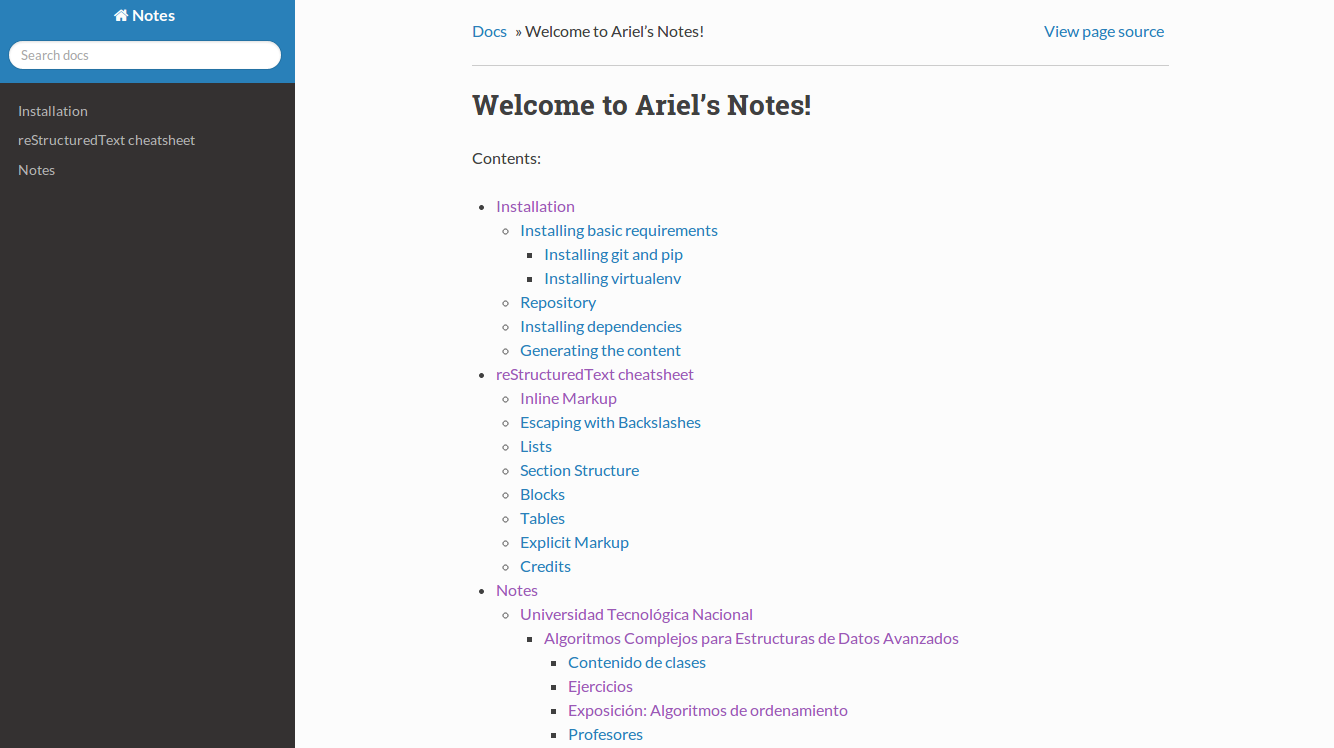 Notes
Search docs
Installation
reStructuredText cheatsheet
Notes
Docs » Welcome to Ariel’s Notes! View page source
Welcome to Ariel’s Notes!
Contents:
Installation
Installing basic requirements
Installing git and pip
Installing virtualenv
Repository
Installing dependencies
Generating the content
reStructuredText cheatsheet
Inline Markup
Escaping with Backslashes
Lists
Section Structure
Blocks
Tables
Explicit Markup
Credits
Notes
Universidad Tecnológica Nacional
Algoritmos Complejos para Estructuras de Datos Avanzados
Contenido de clases
Ejercicios
Exposición: Algoritmos de ordenamiento
Profesores